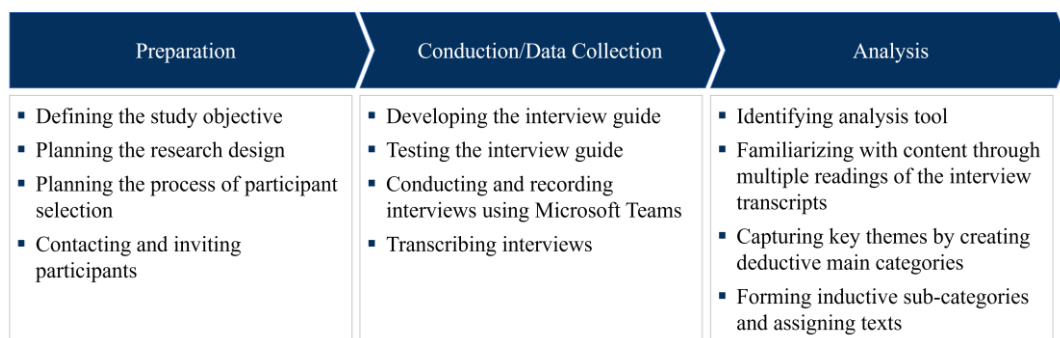 Preparation
Conduction/Data Collection
Analysis
▪ Defining the study objective
▪ Planning the research design
▪ Planning the process of participant
selection
▪ Contacting and inviting
participants
▪ Developing the interview guide
▪ Testing the interview guide
▪ Conducting and recording
interviews using Microsoft Teams
▪ Transcribing interviews
▪ Identifying analysis tool
▪ Familiarizing with content through
multiple readings of the interview
transcripts
▪ Capturing key themes by creating
deductive main categories
▪ Forming inductive sub-categories
and assigning texts